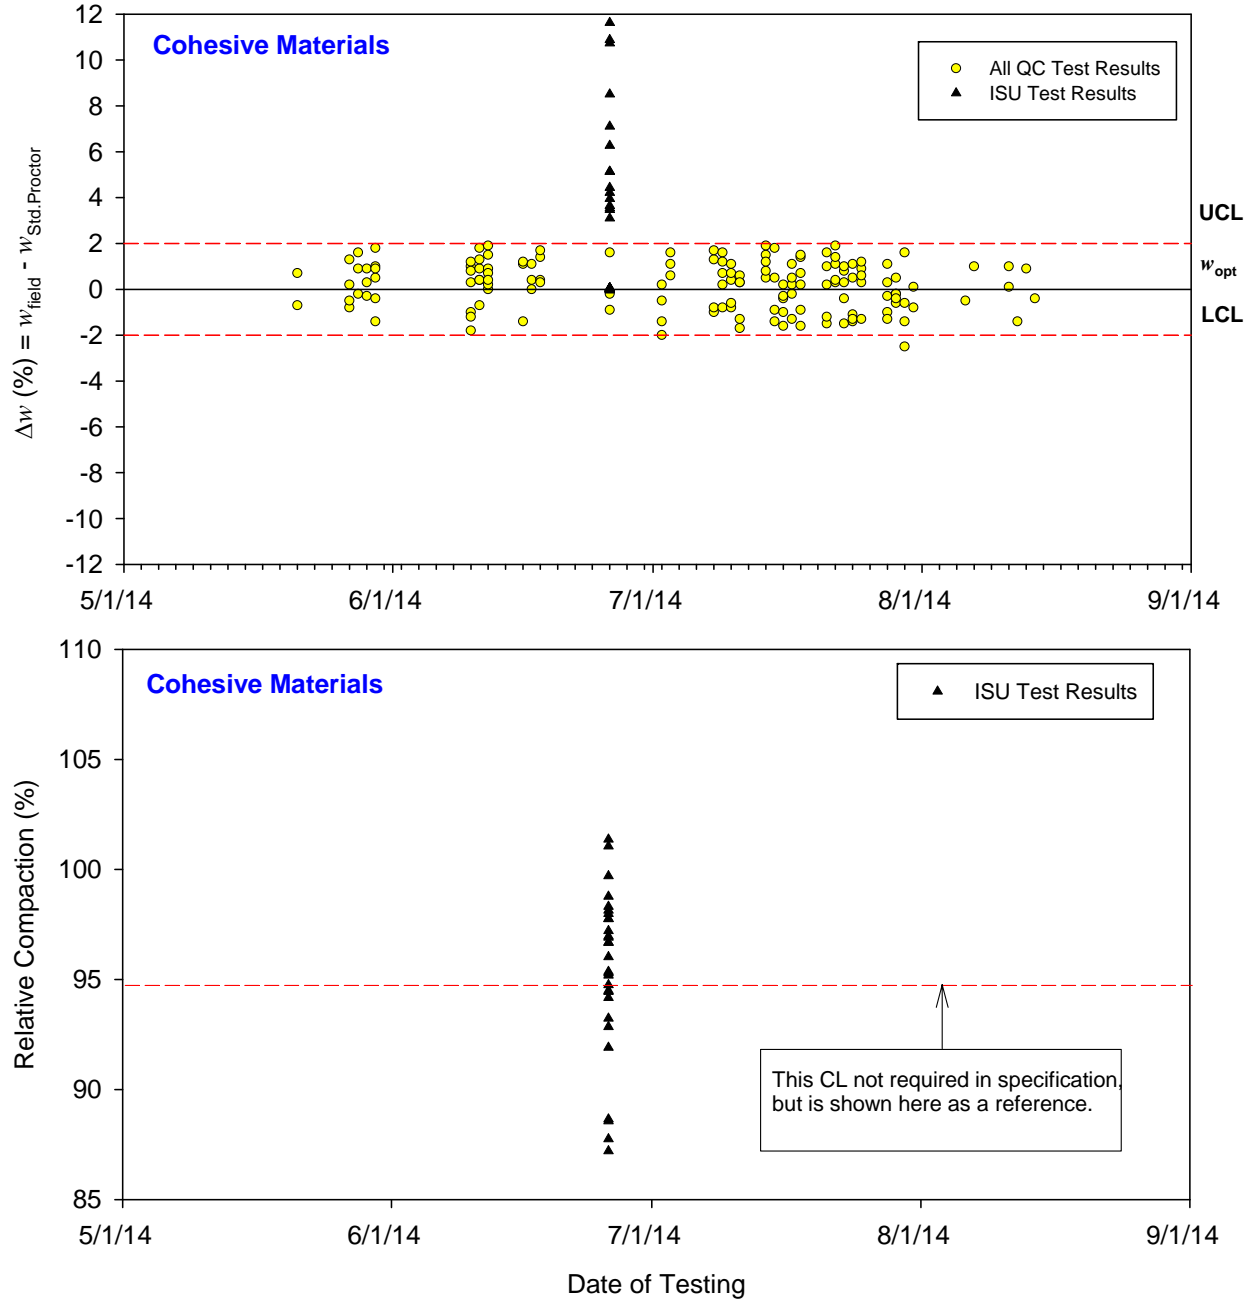 Cohesive Materials
All QC Test Results
ISU Test Results
Δw (%) = w_field - w_Std.Proctor
12
10
8
6
4
2
0
-2
-4
-6
-8
-10
-12
UCL
w_opt
LCL
5/1/14 6/1/14 7/1/14 8/1/14 9/1/14
Cohesive Materials
ISU Test Results
Relative Compaction (%)
110
105
100
95
90
85
This CL not required in specification,
but is shown here as a reference.
5/1/14 6/1/14 7/1/14 8/1/14 9/1/14
Date of Testing